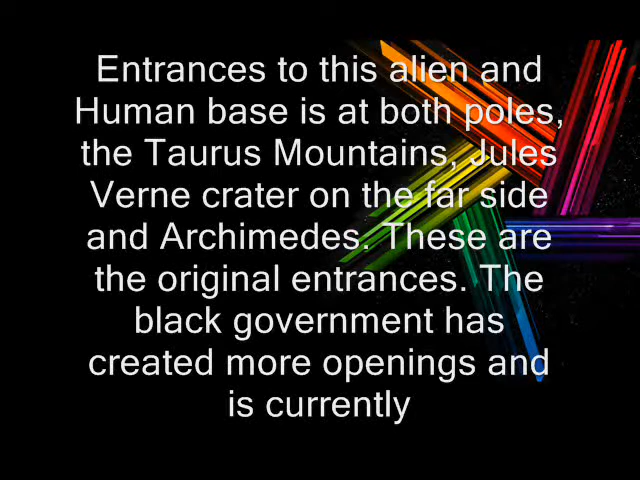 Entrances to this alien and
Human base is at both poles,
the Taurus Mountains, Jules
Verne crater on the far side
and Archimedes. These are
the original entrances. The
black government has
created more openings and
is currently